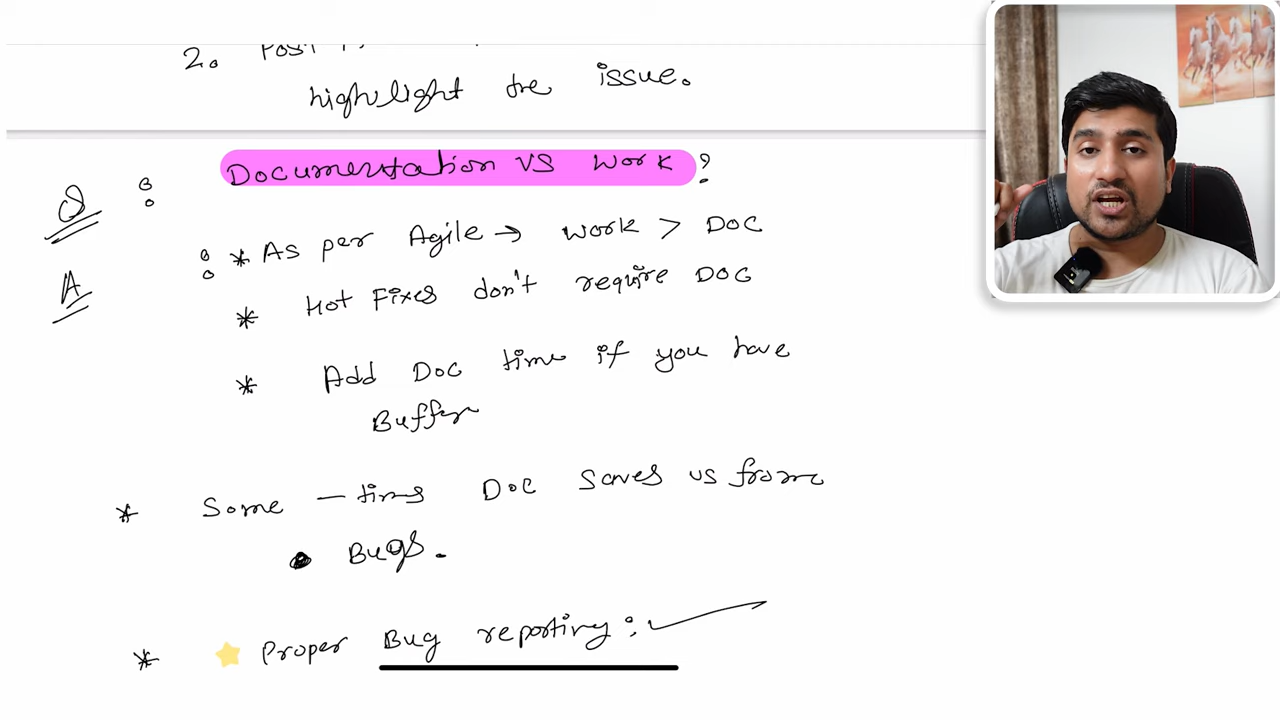 2.
highlight the issue.
Documentation vs work ?
Q :
A : * As per Agile → work > Doc
* Hot Fixes don't require Doc
* Add Doc time if you have
Buffer
* Some - tims Doc saves us from
Bugs.
* Proper Bug reporting :